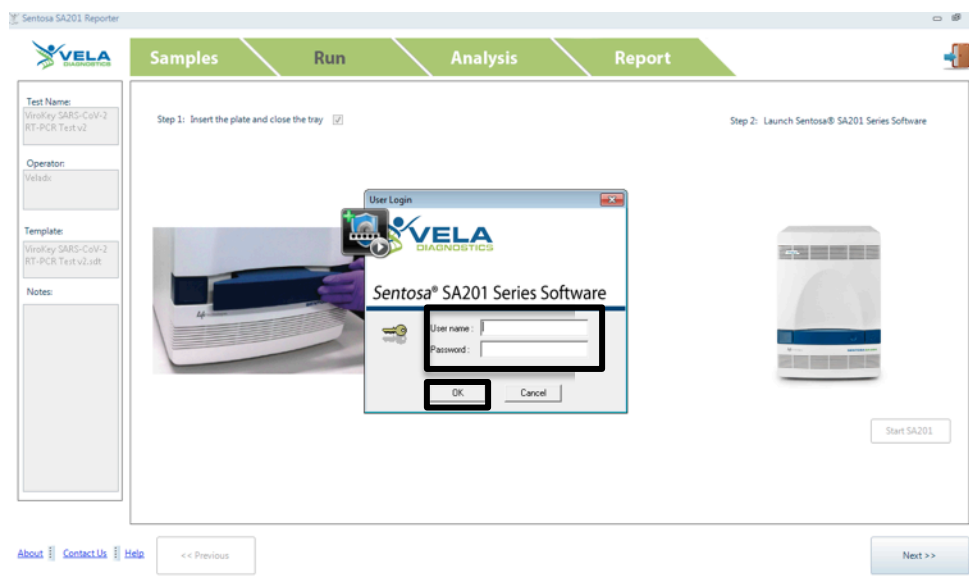 Sentosa SA201 Reporter
VELA
DIAGNOSTICS
Samples
Run
Analysis
Report
Test Name:
ViroKey SARS-CoV-2
RT-PCR Test v2
Operator:
Veladx
Template:
ViroKey SARS-CoV-2
RT-PCR Test v2.sdt
Notes:
Step 1: Insert the plate and close the tray
Step 2: Launch Sentosa® SA201 Series Software
User Login
VELA
DIAGNOSTICS
Sentosa® SA201 Series Software
User name :
Password :
OK
Cancel
Start SA201
About
Contact Us
Help
<< Previous
Next >>